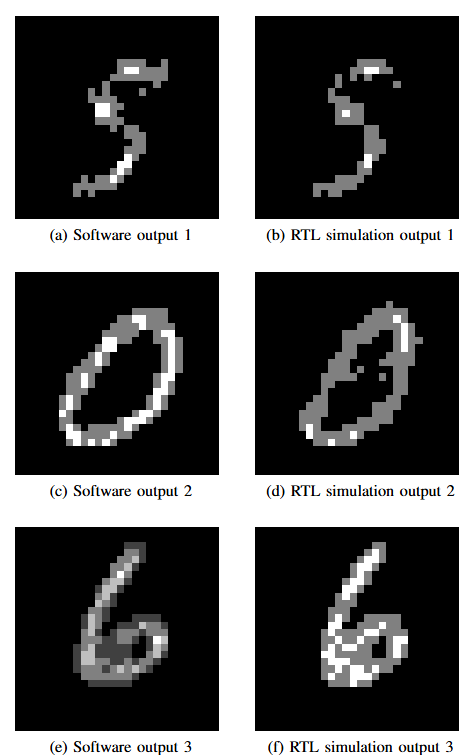 (a) Software output 1
(b) RTL simulation output 1
(c) Software output 2
(d) RTL simulation output 2
(e) Software output 3
(f) RTL simulation output 3